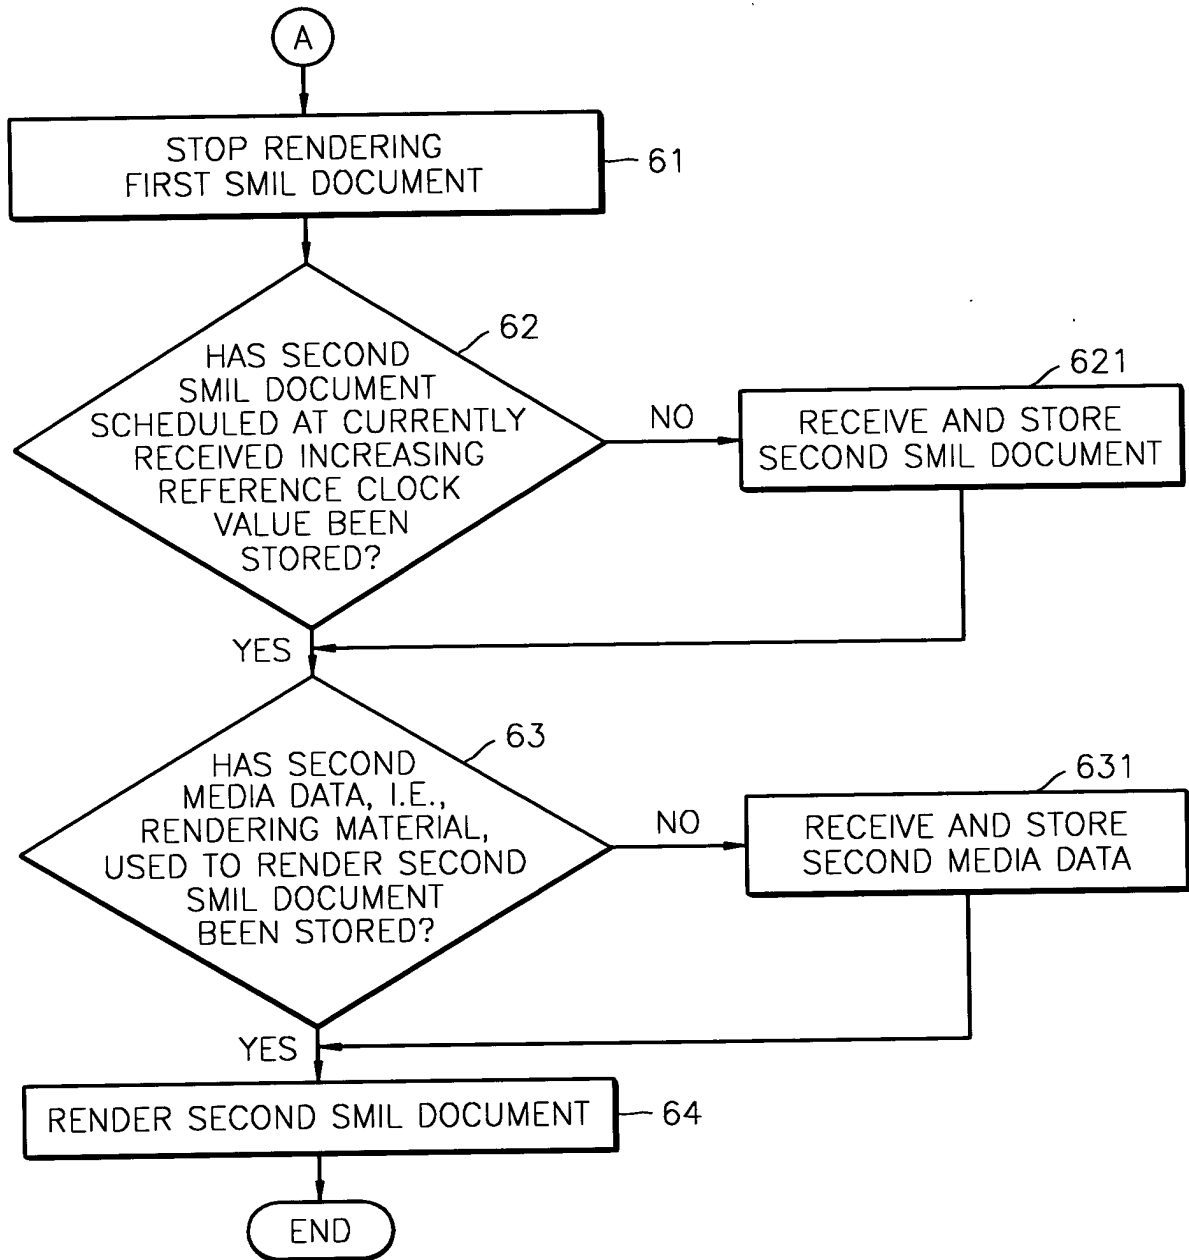 A
STOP RENDERING
FIRST SMIL DOCUMENT
61
62
HAS SECOND
SMIL DOCUMENT
SCHEDULED AT CURRENTLY
RECEIVED INCREASING
REFERENCE CLOCK
VALUE BEEN
STORED?
NO
621
RECEIVE AND STORE
SECOND SMIL DOCUMENT
YES
63
HAS SECOND
MEDIA DATA, I.E.,
RENDERING MATERIAL,
USED TO RENDER SECOND
SMIL DOCUMENT
BEEN STORED?
NO
631
RECEIVE AND STORE
SECOND MEDIA DATA
YES
RENDER SECOND SMIL DOCUMENT
64
END